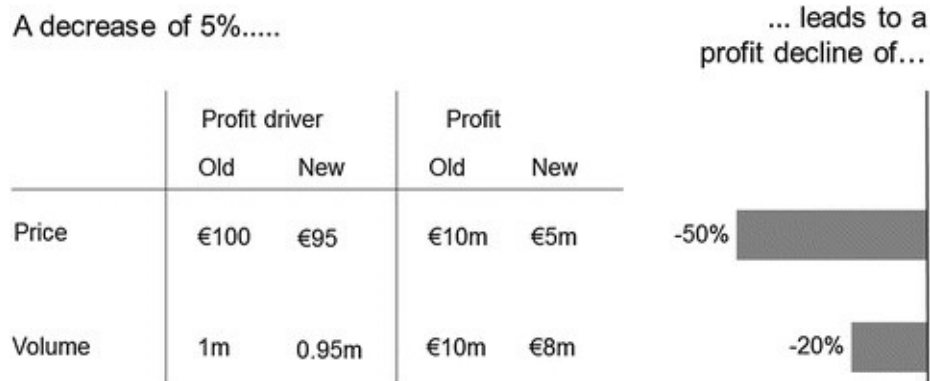 A decrease of 5%.....
... leads to a
profit decline of...
Profit driver Profit
Old New Old New
Price €100 €95 €10m €5m -50%
Volume 1m 0.95m €10m €8m -20%